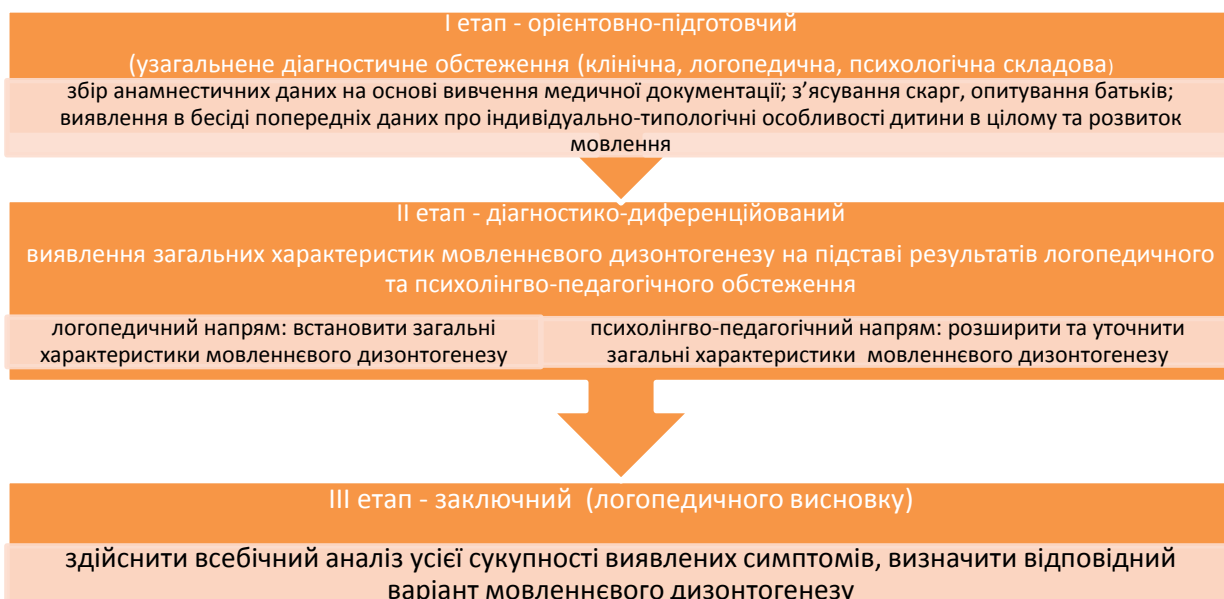 І етап - орієнтовно-підготовчий
(узагальнене діагностичне обстеження (клінічна, логопедична, психологічна складова)
збір анамнестичних даних на основі вивчення медичної документації; з’ясування скарг, опитування батьків;
виявлення в бесіді попередніх даних про індивідуально-типологічні особливості дитини в цілому та розвиток
мовлення
ІІ етап - діагностико-диференційований
виявлення загальних характеристик мовленнєвого дизонтогенезу на підставі результатів логопедичного
та психолінгво-педагогічного обстеження
логопедичний напрям: встановити загальні
характеристики мовленнєвого дизонтогенезу
психолінгво-педагогічний напрям: розширити та уточнити
загальні характеристики мовленнєвого дизонтогенезу
ІІІ етап - заключний (логопедичного висновку)
здійснити всебічний аналіз усієї сукупності виявлених симптомів, визначити відповідний
варіант мовленнєвого дизонтогенезу